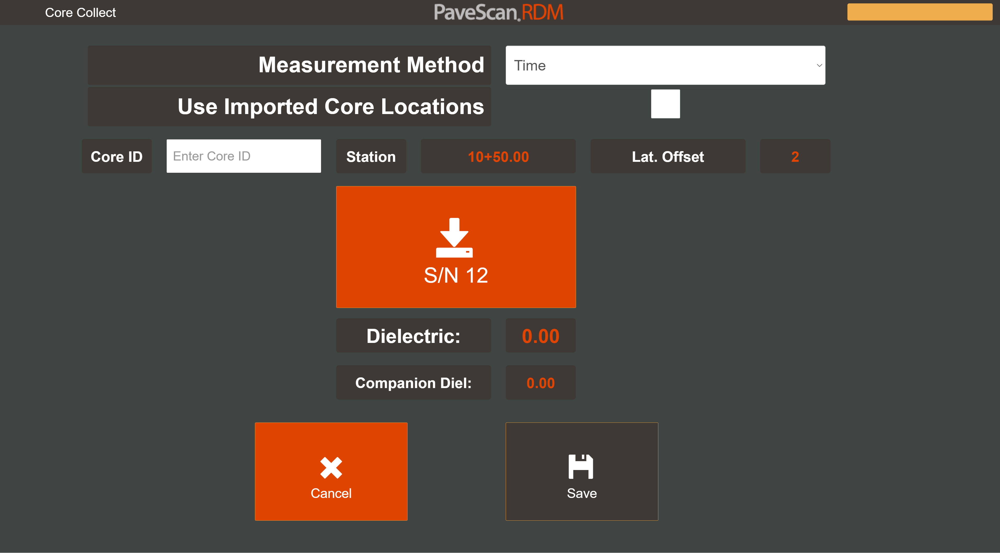 Core Collect
PaveScan®RDM
Measurement Method
Time
Use Imported Core Locations
Core ID
Enter Core ID
Station
10+50.00
Lat. Offset
2
S/N 12
Dielectric:
0.00
Companion Diel:
0.00
Cancel
Save